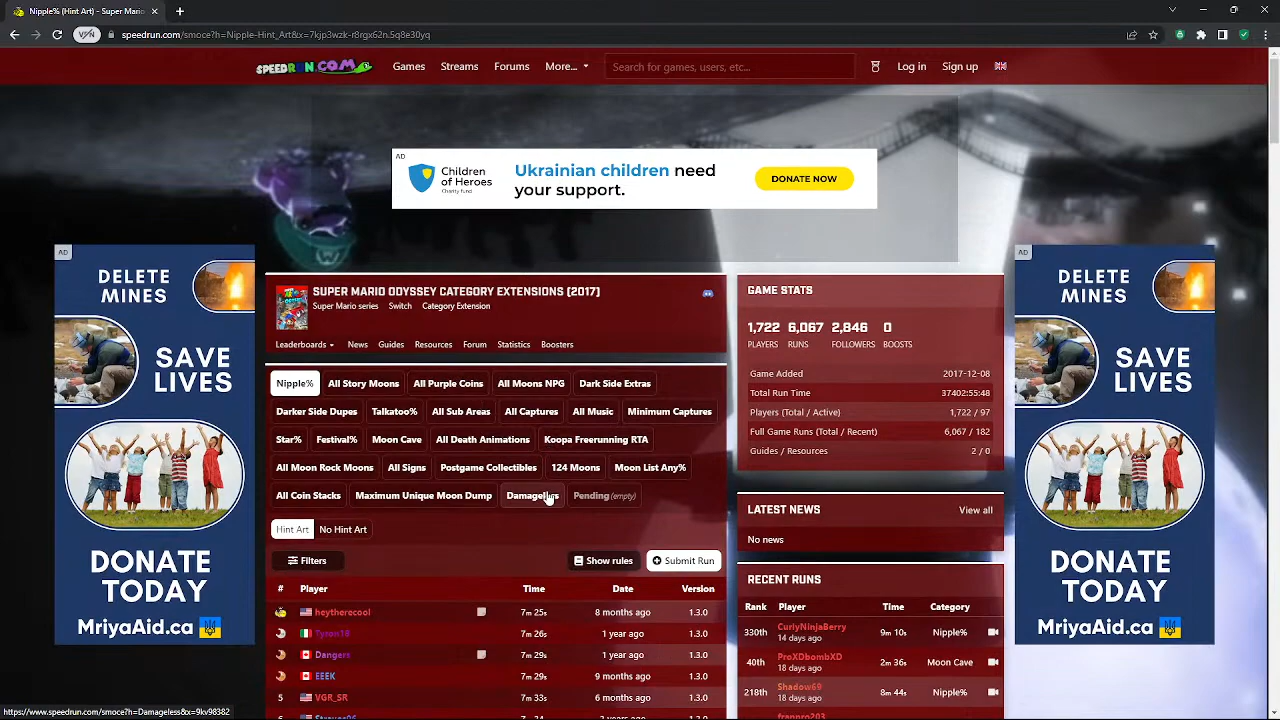 Nipple% - Super Mario Odyssey
speedrun.com/smoce?h=Nipple-Hint_Art&x=7kjp3wzk-r8rgx62n.5q8e30yq
VPN
SPEEDRUN.COM
Games
Streams
Forums
More...
Search for games, users, etc...
Log in
Sign up
AD
Children
of Heroes
Charity Fund
Ukrainian children need
your support.
DONATE NOW
AD
DELETE
MINES
SAVE
LIVES
DONATE
TODAY
MriyaAid.ca
SUPER MARIO ODYSSEY CATEGORY EXTENSIONS (2017)
Super Mario series Switch Category Extension
Leaderboards News Guides Resources Forum Statistics Boosters
Nipple% All Story Moons All Purple Coins All Moons NPG Dark Side Extras
Darker Side Dupes Talkatoo% All Sub Areas All Captures All Music Minimum Captures
Star% Festival% Moon Cave All Death Animations Koopa Freerunning RTA
All Moon Rock Moons All Signs Postgame Collectibles 124 Moons Moon List Any%
All Coin Stacks Maximum Unique Moon Dump Damageless Pending (empty)
Hint Art No Hint Art
Filters Show rules Submit Run
# Player Time Date Version
heytherecool 7m 25s 8 months ago 1.3.0
Tyron18 7m 26s 1 year ago 1.3.0
Dangers 7m 29s 1 year ago 1.3.0
EEEK 7m 29s 9 months ago 1.3.0
5 VGR_SR 7m 33s 6 months ago 1.3.0
GAME STATS
1,722 6,067 2,846 0
PLAYERS RUNS FOLLOWERS BOOSTS
Game Added 2017-12-08
Total Run Time 37402:55:48
Players (Total / Active) 1,722 / 97
Full Game Runs (Total / Recent) 6,067 / 182
Guides / Resources 2 / 0
LATEST NEWS View all
No news
RECENT RUNS
Rank Player Time Category
330th CurlyNinjaBerry 9m 10s Nipple%
14 days ago
40th ProXDbombXD 2m 36s Moon Cave
18 days ago
218th Shadow69 8m 44s Nipple%
18 days ago
AD
DELETE
MINES
SAVE
LIVES
DONATE
TODAY
MriyaAid.ca
https://www.speedrun.com/smoce?h=Damageless&x=9kv98382